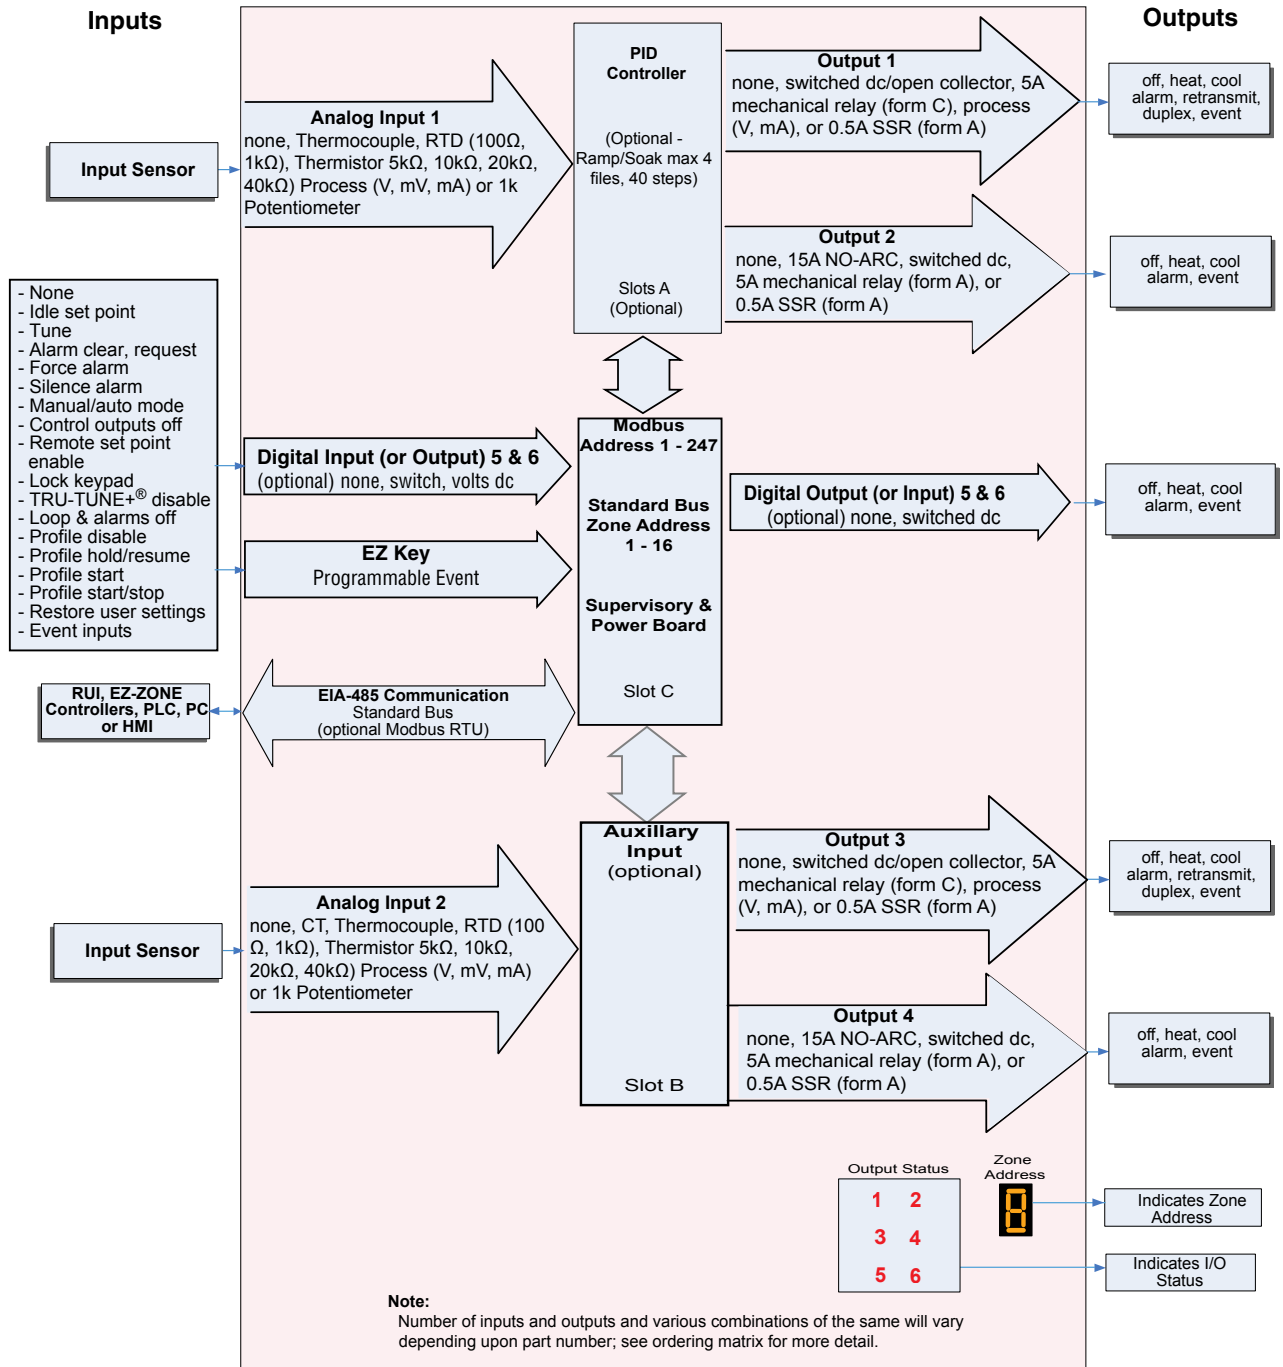 Inputs
Outputs
PID
Controller
(Optional -
Ramp/Soak max 4
files, 40 steps)
Slots A
(Optional)
Input Sensor
Analog Input 1
none, Thermocouple, RTD (100Ω,
1kΩ), Thermistor 5kΩ, 10kΩ, 20kΩ,
40kΩ) Process (V, mV, mA) or 1k
Potentiometer
Output 1
none, switched dc/open collector, 5A
mechanical relay (form C), process
(V, mA), or 0.5A SSR (form A)
off, heat, cool
alarm, retransmit,
duplex, event
Output 2
none, 15A NO-ARC, switched dc,
5A mechanical relay (form A), or
0.5A SSR (form A)
off, heat, cool
alarm, event
- None
- Idle set point
- Tune
- Alarm clear, request
- Force alarm
- Silence alarm
- Manual/auto mode
- Control outputs off
- Remote set point
enable
- Lock keypad
- TRU-TUNE+® disable
- Loop & alarms off
- Profile disable
- Profile hold/resume
- Profile start
- Profile start/stop
- Restore user settings
- Event inputs
Digital Input (or Output) 5 & 6
(optional) none, switch, volts dc
EZ Key
Programmable Event
Modbus
Address 1 - 247
Standard Bus
Zone Address
1 - 16
Supervisory &
Power Board
Slot C
Digital Output (or Input) 5 & 6
(optional) none, switched dc
off, heat, cool
alarm, event
RUI, EZ-ZONE
Controllers, PLC, PC
or HMI
EIA-485 Communication
Standard Bus
(optional Modbus RTU)
Auxillary
Input
(optional)
Slot B
Input Sensor
Analog Input 2
none, CT, Thermocouple, RTD (100
Ω, 1kΩ), Thermistor 5kΩ, 10kΩ,
20kΩ, 40kΩ) Process (V, mV, mA)
or 1k Potentiometer
Output 3
none, switched dc/open collector, 5A
mechanical relay (form C), process
(V, mA), or 0.5A SSR (form A)
off, heat, cool
alarm, retransmit,
duplex, event
Output 4
none, 15A NO-ARC, switched dc,
5A mechanical relay (form A), or
0.5A SSR (form A)
off, heat, cool
alarm, event
Output Status
1 2
3 4
5 6
Zone
Address
8
Indicates Zone
Address
Indicates I/O
Status
Note:
Number of inputs and outputs and various combinations of the same will vary
depending upon part number; see ordering matrix for more detail.